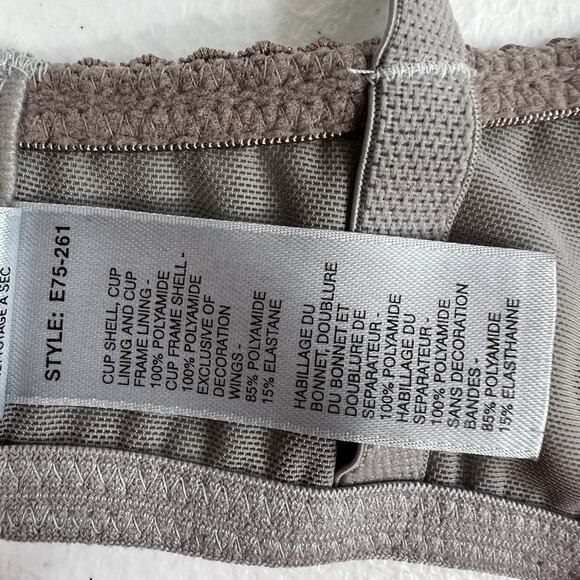 STYLE: E75-261
CUP SHELL, CUP
LINING AND CUP
FRAME LINING -
100% POLYAMIDE
CUP FRAME SHELL -
100% POLYAMIDE
EXCLUSIVE OF
DECORATION
WINGS -
85% POLYAMIDE
15% ELASTANE
HABILLAGE DU
BONNET, DOUBLURE
DU BONNET ET
DOUBLURE DE
SEPARATEUR -
100% POLYAMIDE
HABILLAGE DU
SEPARATEUR -
100% POLYAMIDE
SANS DECORATION
BANDES -
85% POLYAMIDE
15% ELASTHANNE
A SEC